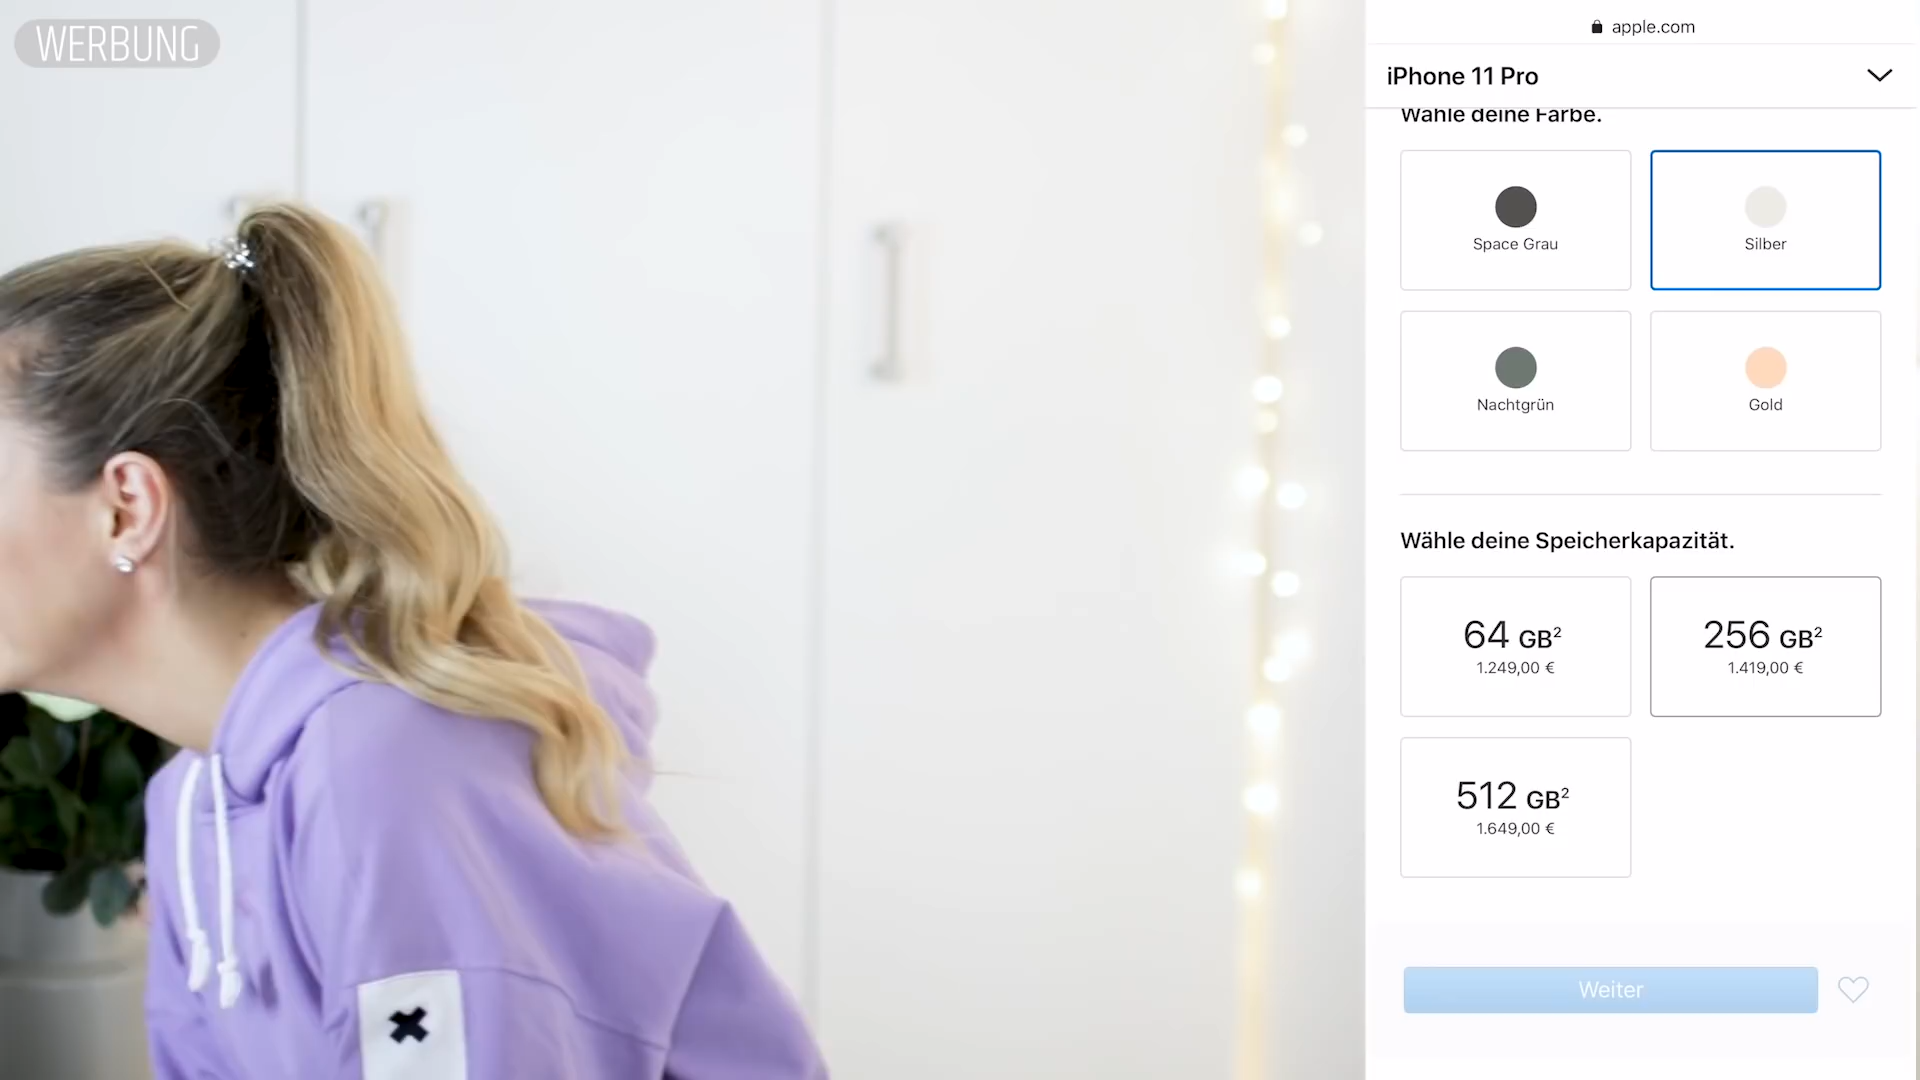 WERBUNG
apple.com
iPhone 11 Pro
Wähle deine Farbe.
Space Grau
Silber
Nachtgrün
Gold
Wähle deine Speicherkapazität.
64 GB²
1.249,00 €
256 GB²
1.419,00 €
512 GB²
1.649,00 €
Weiter